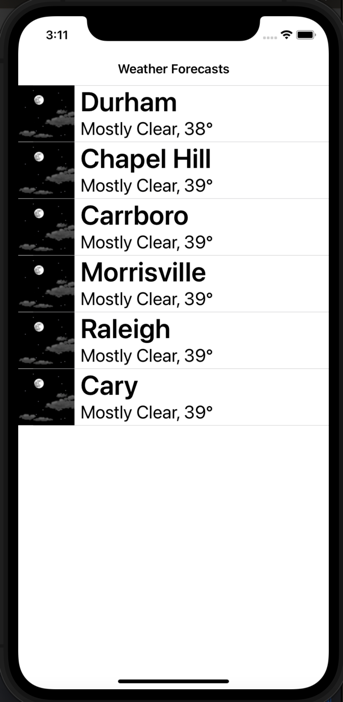 3:11
Weather Forecasts
Durham
Mostly Clear, 38°
Chapel Hill
Mostly Clear, 39°
Carrboro
Mostly Clear, 39°
Morrisville
Mostly Clear, 39°
Raleigh
Mostly Clear, 39°
Cary
Mostly Clear, 39°